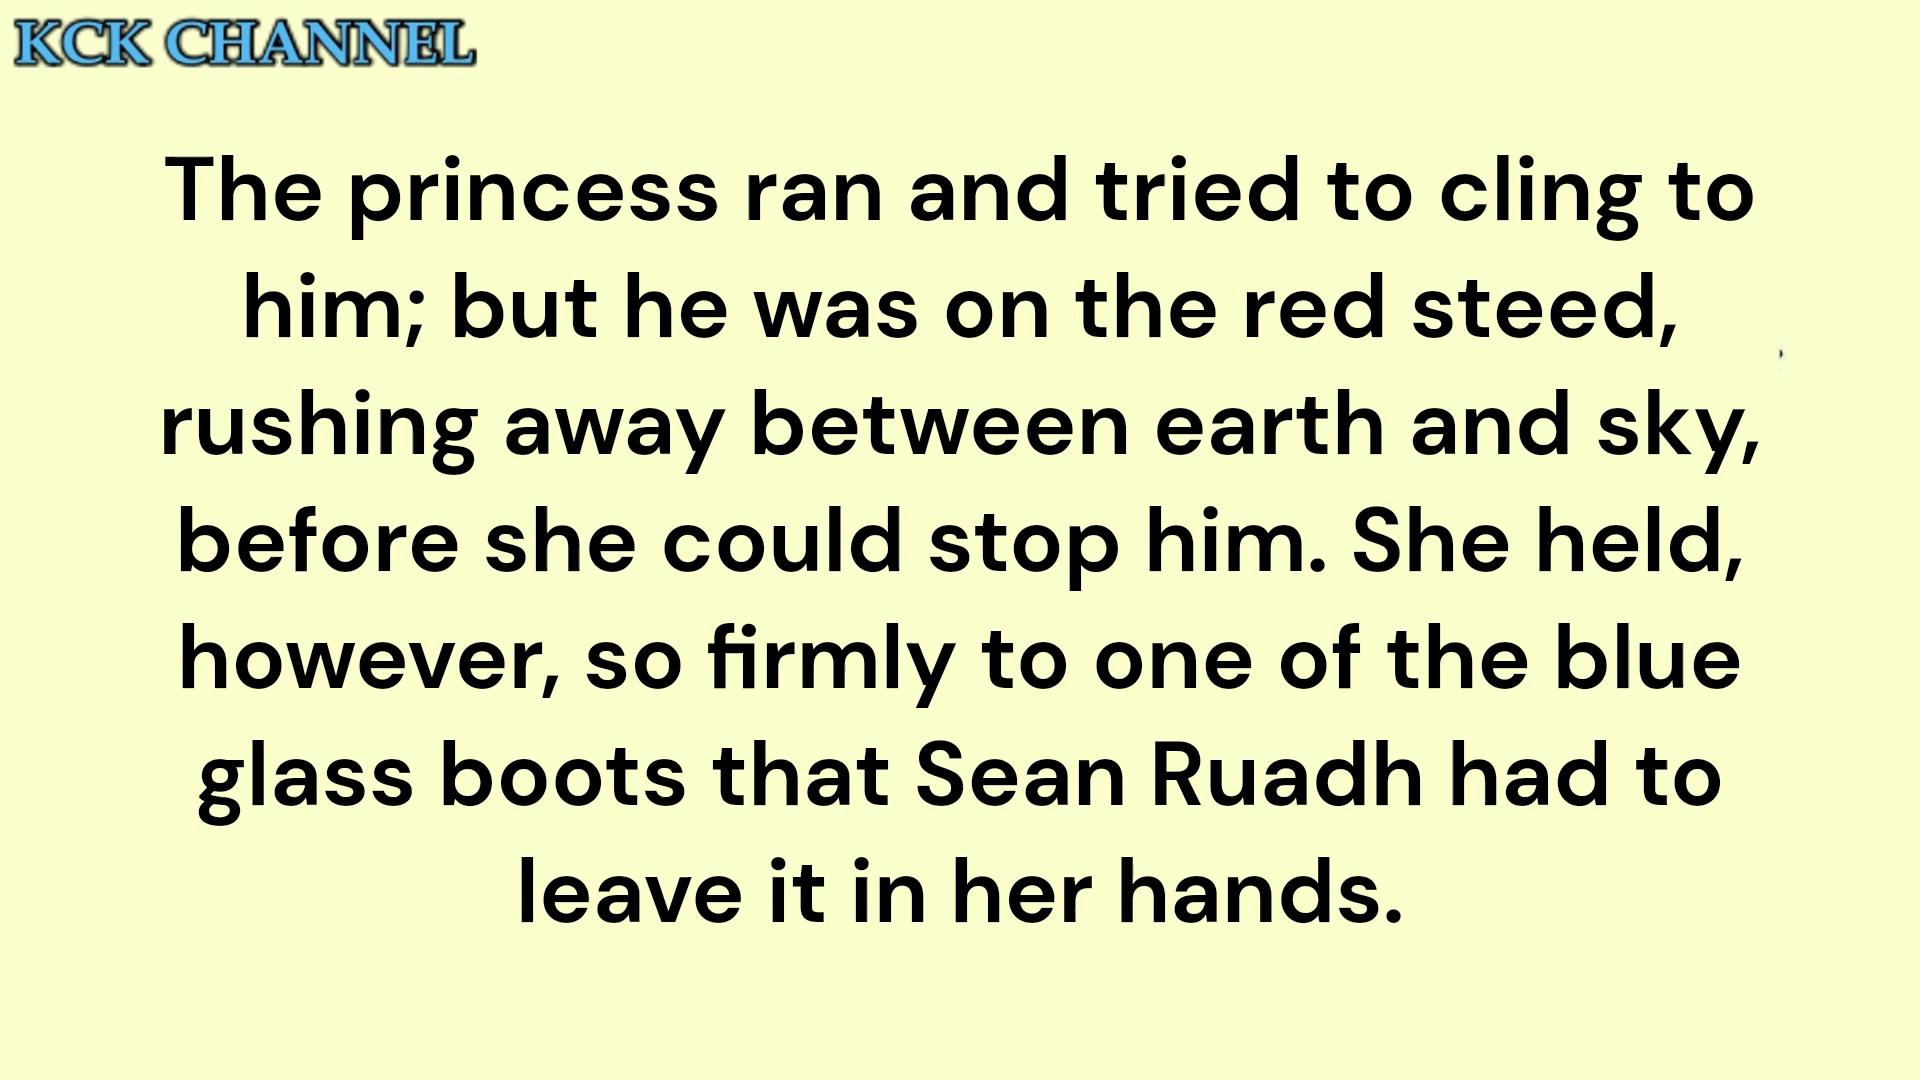 KCK CHANNEL
The princess ran and tried to cling to
him; but he was on the red steed,
rushing away between earth and sky,
before she could stop him. She held,
however, so firmly to one of the blue
glass boots that Sean Ruadh had to
leave it in her hands.